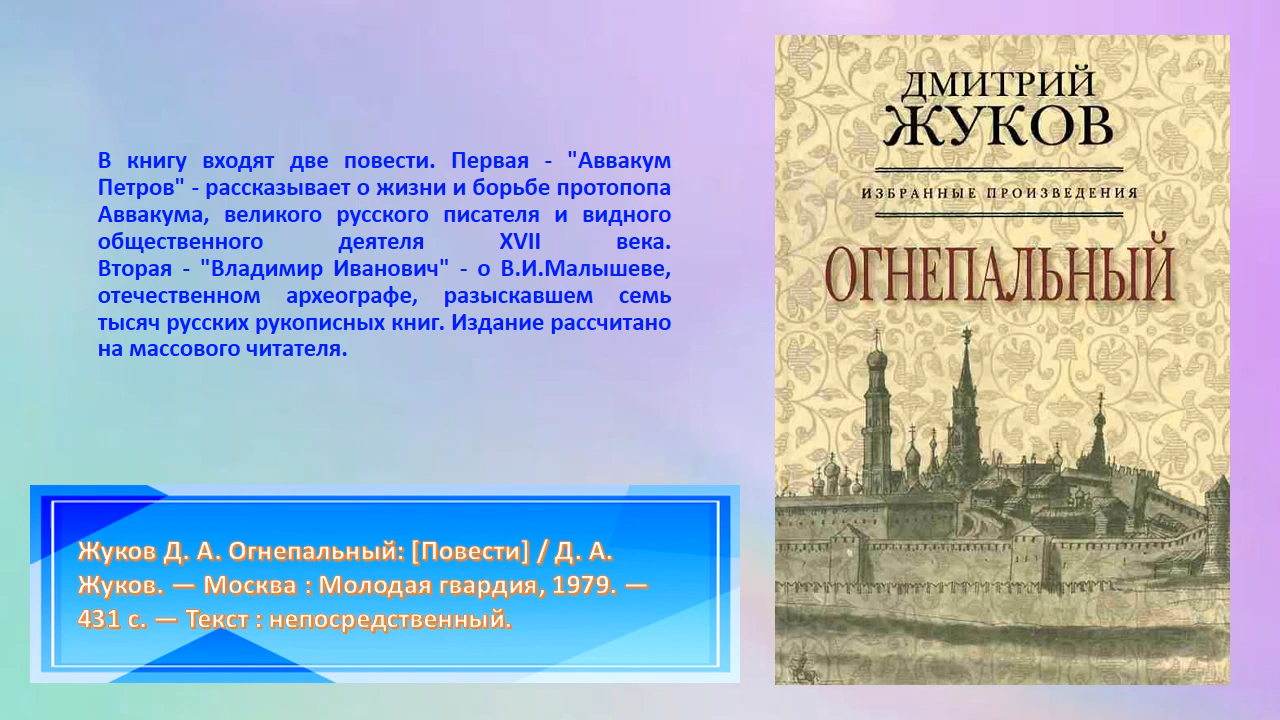 В книгу входят две повести. Первая - "Аввакум
Петров" - рассказывает о жизни и борьбе протопопа
Аввакума, великого русского писателя и видного
общественного деятеля XVII века.
Вторая - "Владимир Иванович" - о В.И.Малышеве,
отечественном археографе, разыскавшем семь
тысяч русских рукописных книг. Издание рассчитано
на массового читателя.
Жуков Д. А. Огнепальный: [Повести] / Д. А.
Жуков. — Москва : Молодая гвардия, 1979. —
431 с. — Текст : непосредственный.
ДМИТРИЙ
ЖУКОВ
ИЗБРАННЫЕ ПРОИЗВЕДЕНИЯ
ОГНЕПАЛЬНЫЙ